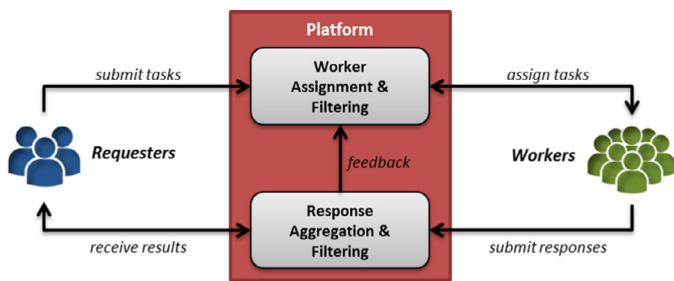 Platform
submit tasks
Worker
Assignment &
Filtering
assign tasks
Requesters
feedback
Workers
Response
Aggregation &
Filtering
receive results
submit responses